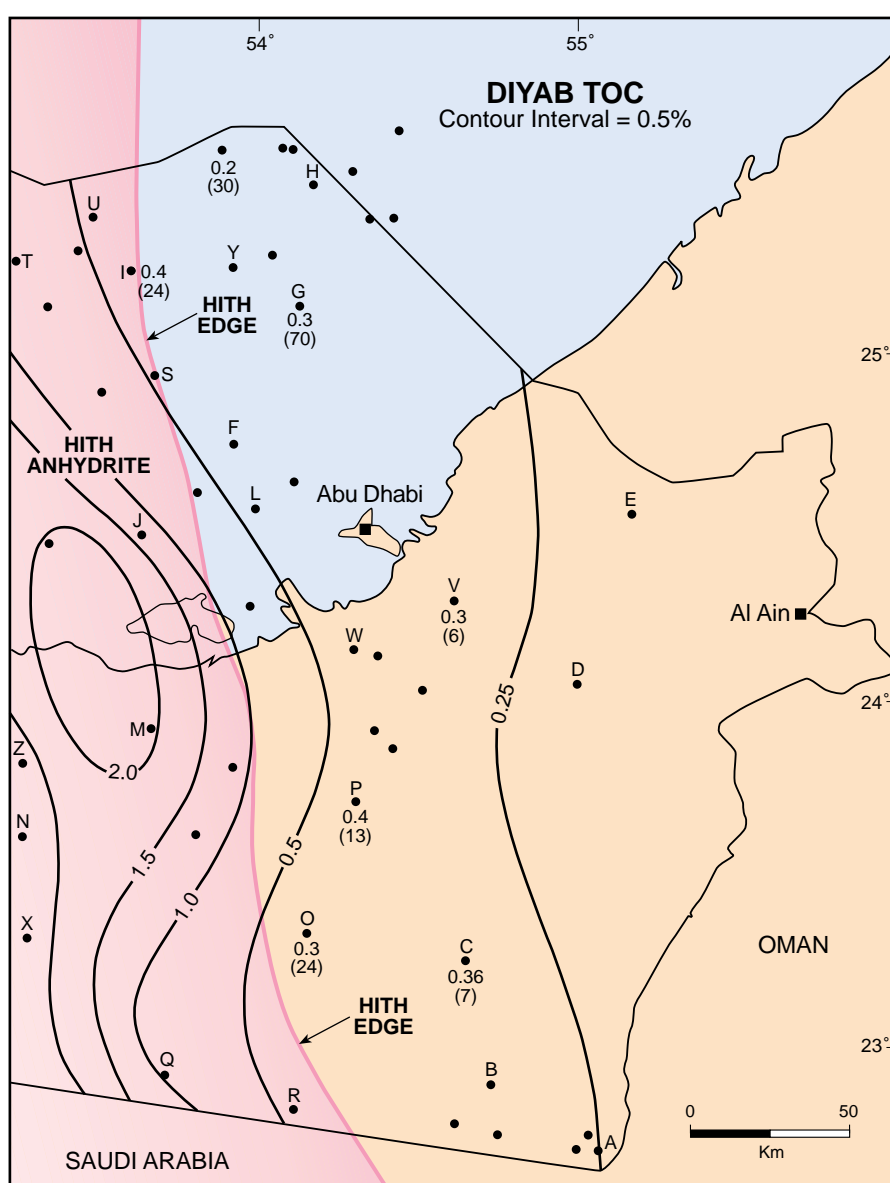 54°
55°
DIYAB TOC
Contour Interval = 0.5%
0.2
(30)
H
U
T
I
0.4
(24)
Y
G
0.3
(70)
HITH
EDGE
25°
S
F
HITH
ANHYDRITE
L
Abu Dhabi
E
J
V
0.3
(6)
Al Ain
W
D
0.25
24°
M
Z
2.0
P
0.4
(13)
N
0.5
1.5
1.0
X
O
0.3
(24)
C
0.36
(7)
OMAN
HITH
EDGE
23°
Q
B
R
A
0
50
Km
SAUDI ARABIA